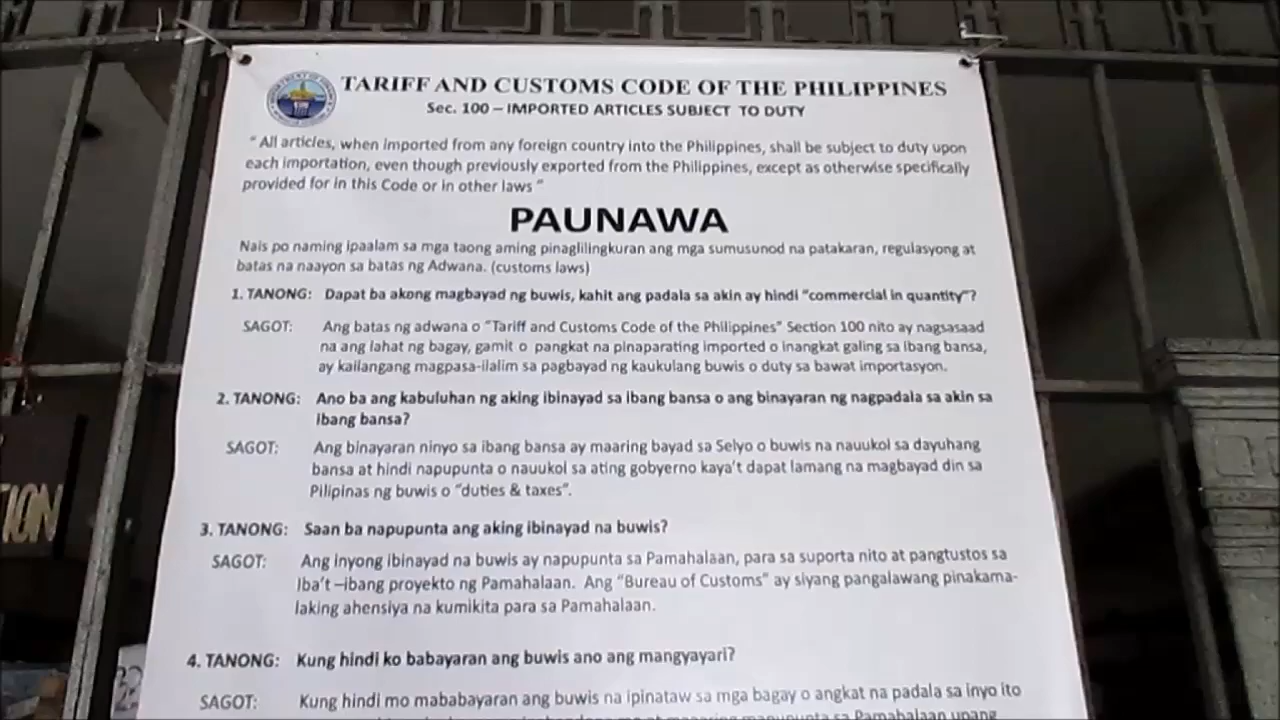 TARIFF AND CUSTOMS CODE OF THE PHILIPPINES
Sec. 100 – IMPORTED ARTICLES SUBJECT TO DUTY
" All articles, when imported from any foreign country into the Philippines, shall be subject to duty upon
each importation, even though previously exported from the Philippines, except as otherwise specifically
provided for in this Code or in other laws "
PAUNAWA
Nais po naming ipaalam sa mga taong aming pinaglilingkuran ang mga sumusunod na patakaran, regulasyong at
batas na naayon sa batas ng Adwana. (customs laws)
1. TANONG: Dapat ba akong magbayad ng buwis, kahit ang padala sa akin ay hindi "commercial in quantity"?
SAGOT: Ang batas ng adwana o "Tariff and Customs Code of the Philippines" Section 100 nito ay nagsasaad
na ang lahat ng bagay, gamit o pangkat na pinaparating imported o inangkat galing sa ibang bansa,
ay kailangang magpasa-ilalim sa pagbayad ng kaukulang buwis o duty sa bawat importasyon.
2. TANONG: Ano ba ang kabuluhan ng aking ibinayad sa ibang bansa o ang binayaran ng nagpadala sa akin sa
ibang bansa?
SAGOT: Ang binayaran ninyo sa ibang bansa ay maaring bayad sa Selyo o buwis na nauukol sa dayuhang
bansa at hindi napupunta o nauukol sa ating gobyerno kaya't dapat lamang na magbayad din sa
Pilipinas ng buwis o "duties & taxes".
3. TANONG: Saan ba napupunta ang aking ibinayad na buwis?
SAGOT: Ang inyong ibinayad na buwis ay napupunta sa Pamahalaan, para sa suporta nito at pangtustos sa
Iba't –ibang proyekto ng Pamahalaan. Ang "Bureau of Customs" ay siyang pangalawang pinakama-
laking ahensiya na kumikita para sa Pamahalaan.
4. TANONG: Kung hindi ko babayaran ang buwis ano ang mangyayari?
SAGOT: Kung hindi mo mababayaran ang buwis na ipinataw sa mga bagay o angkat na padala sa inyo ito
sa Pamahalaan upang
ION